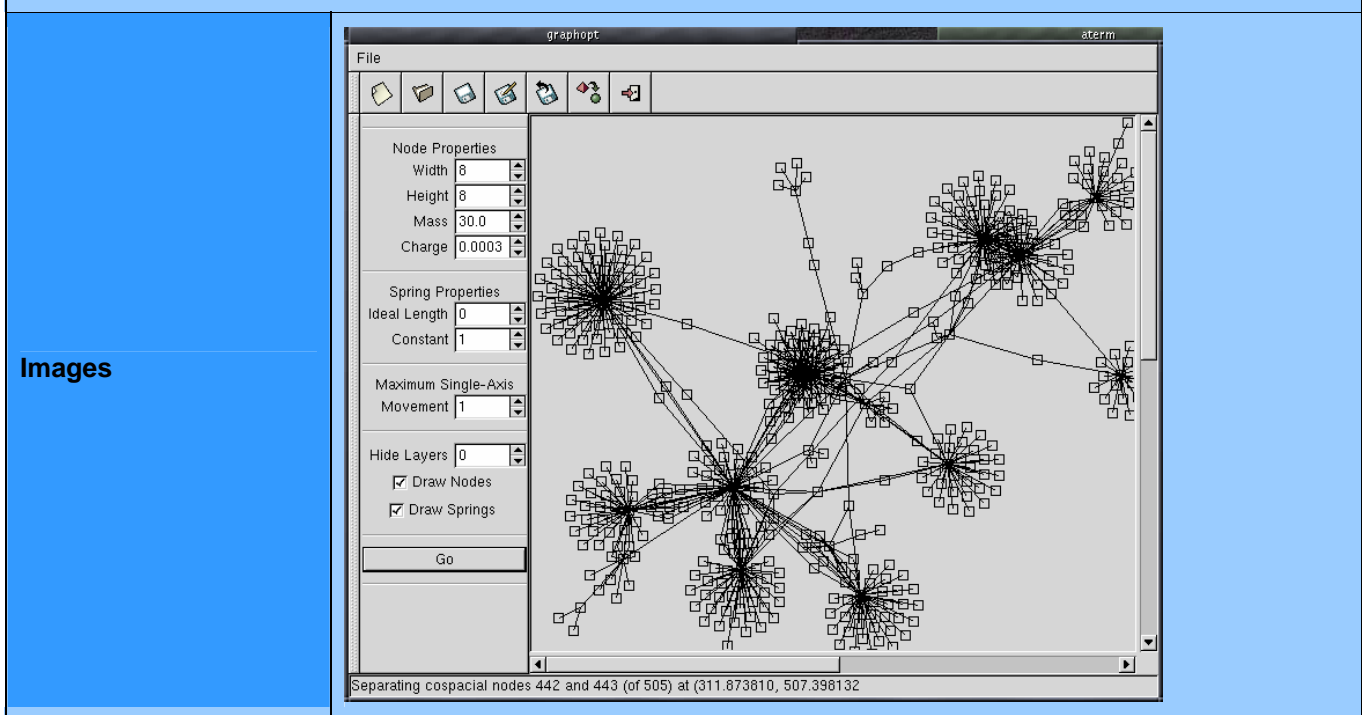 Images
graphopt aterm
File
Node Properties
Width 8
Height 8
Mass 30.0
Charge 0.0003
Spring Properties
Ideal Length 0
Constant 1
Maximum Single-Axis
Movement 1
Hide Layers 0
Draw Nodes
Draw Springs
Go
Separating cospacial nodes 442 and 443 (of 505) at (311.873810, 507.398132